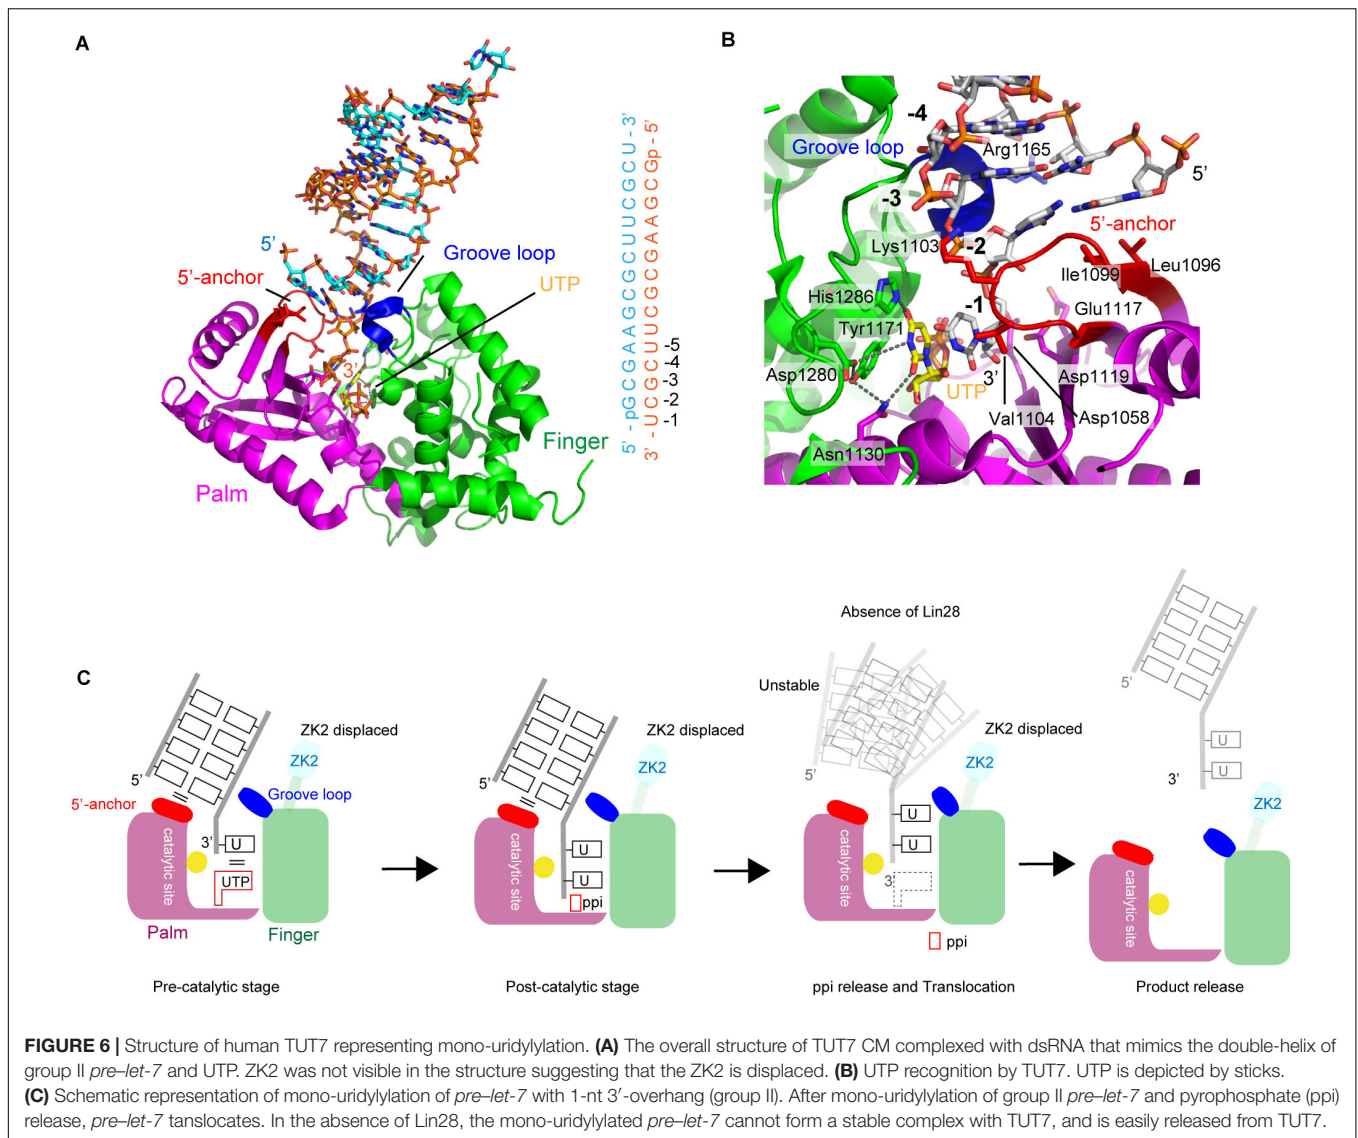 A
5'
5'-anchor
Groove loop
UTP
3'
Palm
Finger
5' -pGCGAAGCGCUUCGCU-3'
3' -UCGCUUCGCGAAGCGp-5'
-5
-4
-3
-2
-1
B
-4
Groove loop
Arg1165
5'
-3
5'-anchor
Lys1103
-2
Ile1099
Leu1096
His1286
-1
Glu1117
Tyr1171
Asp1280
UTP
3'
Asp1119
Val1104
Asp1058
Asn1130
C
Absence of Lin28
Unstable
ZK2 displaced
ZK2
5'
5'-anchor
Groove loop
3'
U
UTP
catalytic site
Palm
Finger
Pre-catalytic stage
ZK2 displaced
ZK2
5'
U
U
ppi
catalytic site
Post-catalytic stage
ZK2 displaced
ZK2
5'
U
U
3'
catalytic site
ppi
ppi release and Translocation
5'
U
U
3'
ZK2
catalytic site
Product release
FIGURE 6 | Structure of human TUT7 representing mono-uridylylation. (A) The overall structure of TUT7 CM complexed with dsRNA that mimics the double-helix of
group II pre–let-7 and UTP. ZK2 was not visible in the structure suggesting that the ZK2 is displaced. (B) UTP recognition by TUT7. UTP is depicted by sticks.
(C) Schematic representation of mono-uridylylation of pre–let-7 with 1-nt 3′-overhang (group II). After mono-uridylylation of group II pre–let-7 and pyrophosphate (ppi)
release, pre–let-7 tanslocates. In the absence of Lin28, the mono-uridylylated pre–let-7 cannot form a stable complex with TUT7, and is easily released from TUT7.